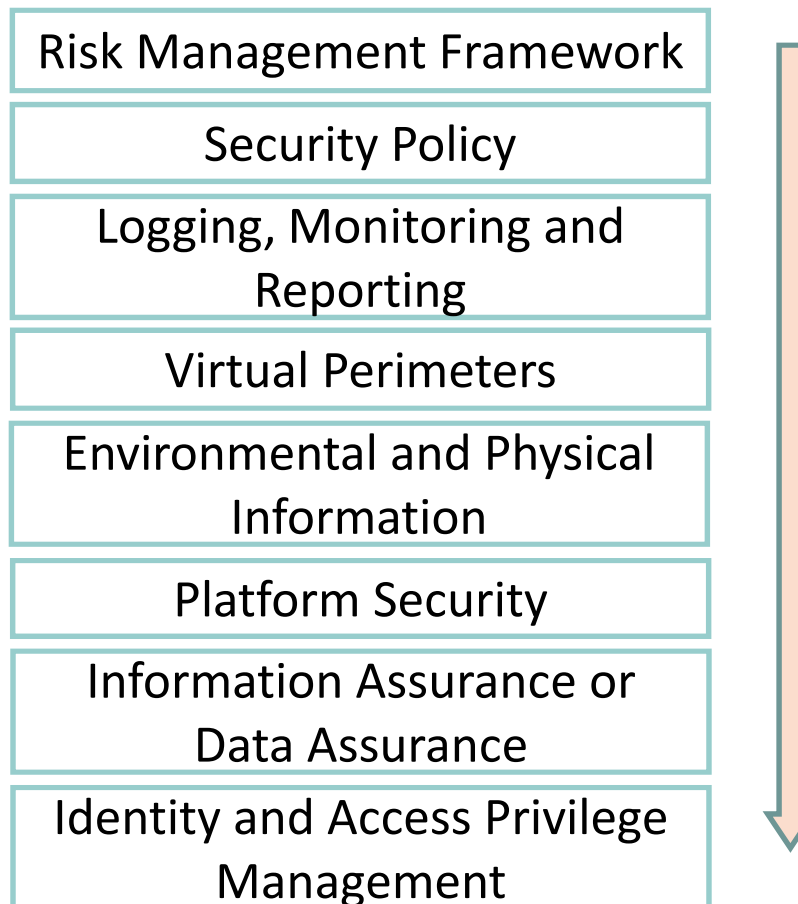 Risk Management Framework
Security Policy
Logging, Monitoring and
Reporting
Virtual Perimeters
Environmental and Physical
Information
Platform Security
Information Assurance or
Data Assurance
Identity and Access Privilege
Management